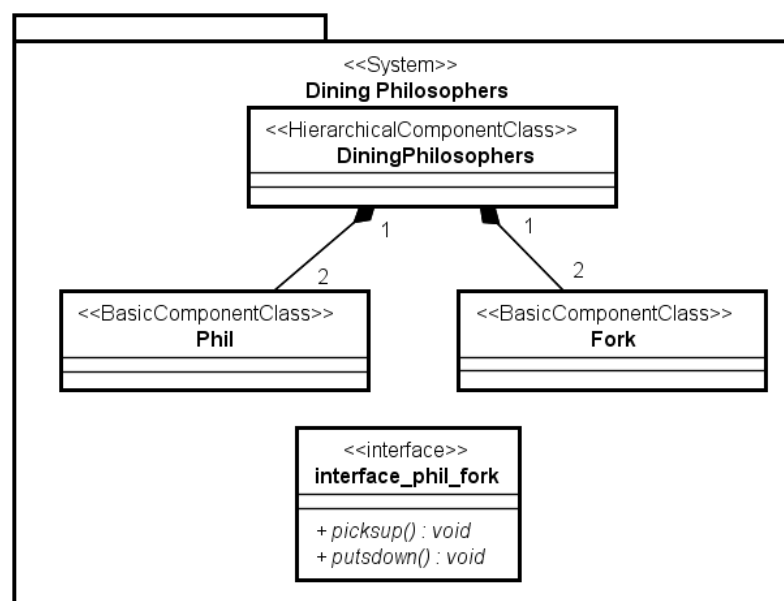 <<System>>
Dining Philosophers
<<HierarchicalComponentClass>>
DiningPhilosophers
1
1
2
2
<<BasicComponentClass>>
Phil
<<BasicComponentClass>>
Fork
<<interface>>
interface_phil_fork
+ picksup() : void
+ putsdown() : void